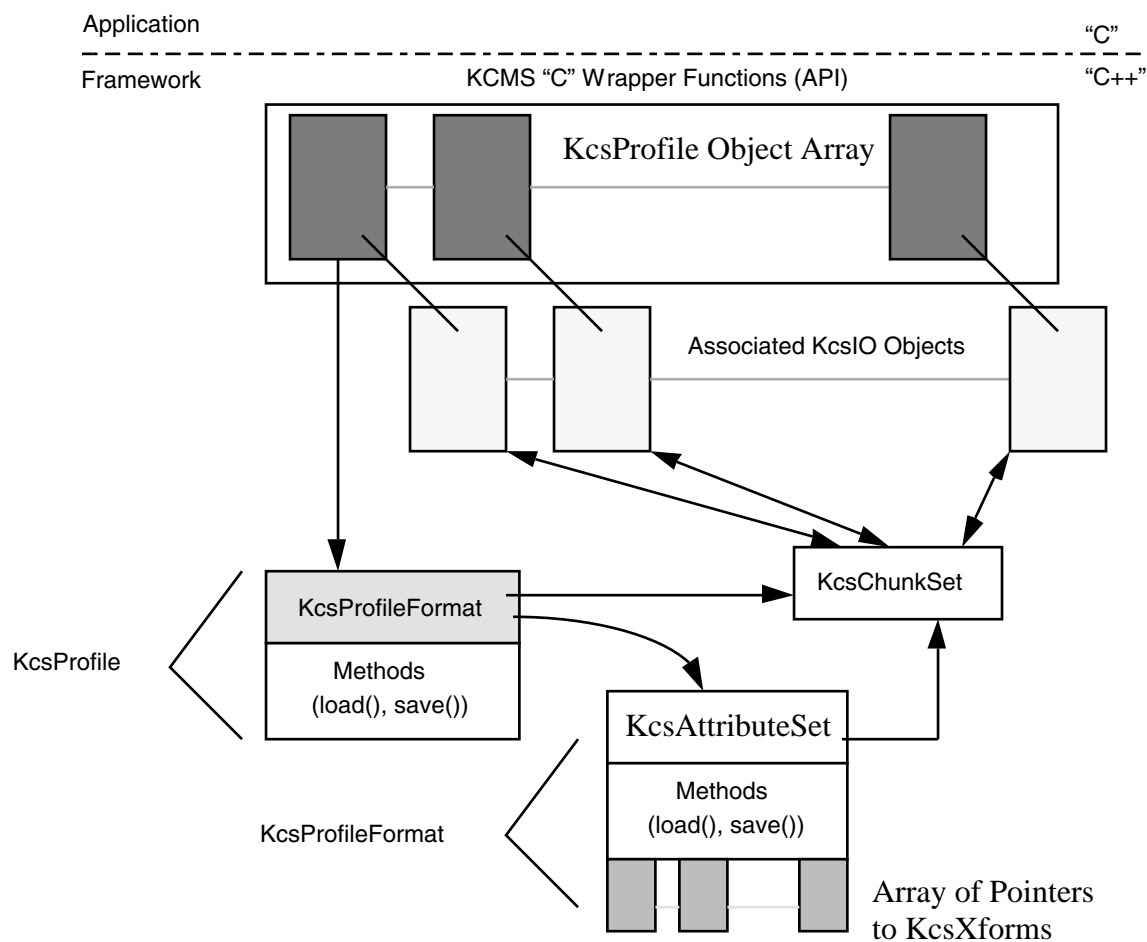 Application
“C”
Framework
KCMS “C” Wrapper Functions (API)
“C++”
KcsProfile Object Array
Associated KcsIO Objects
KcsChunkSet
KcsProfileFormat
KcsProfile
Methods
(load(), save())
KcsAttributeSet
Methods
(load(), save())
KcsProfileFormat
Array of Pointers
to KcsXforms